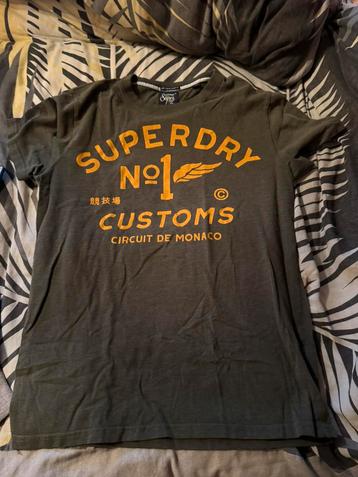 SUPERDRY
Nº1
競技場 ©
CUSTOMS
CIRCUIT DE MONACO